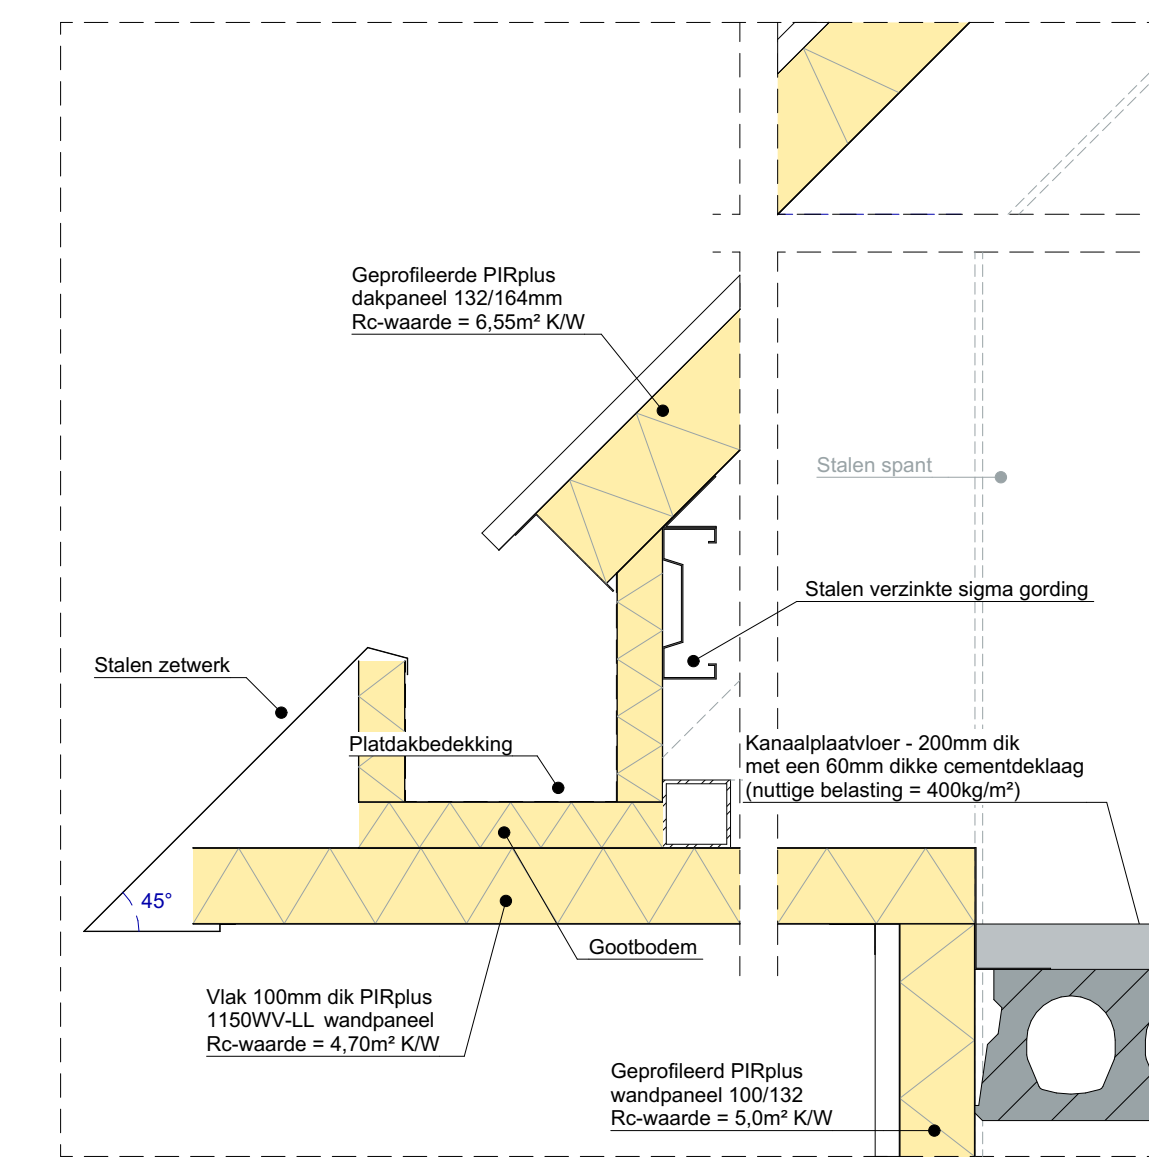 Geprofileerde PIRplus
dakpaneel 132/164mm
Rc-waarde = 6,55m² K/W
Stalen spant
Stalen verzinkte sigma gording
Stalen zetwerk
Platdakbedekking
Kanaalplaatvloer - 200mm dik
met een 60mm dikke cementdeklaag
(nuttige belasting = 400kg/m²)
45°
Gootbodem
Vlak 100mm dik PIRplus
1150WV-LL wandpaneel
Rc-waarde = 4,70m² K/W
Geprofileerd PIRplus
wandpaneel 100/132
Rc-waarde = 5,0m² K/W